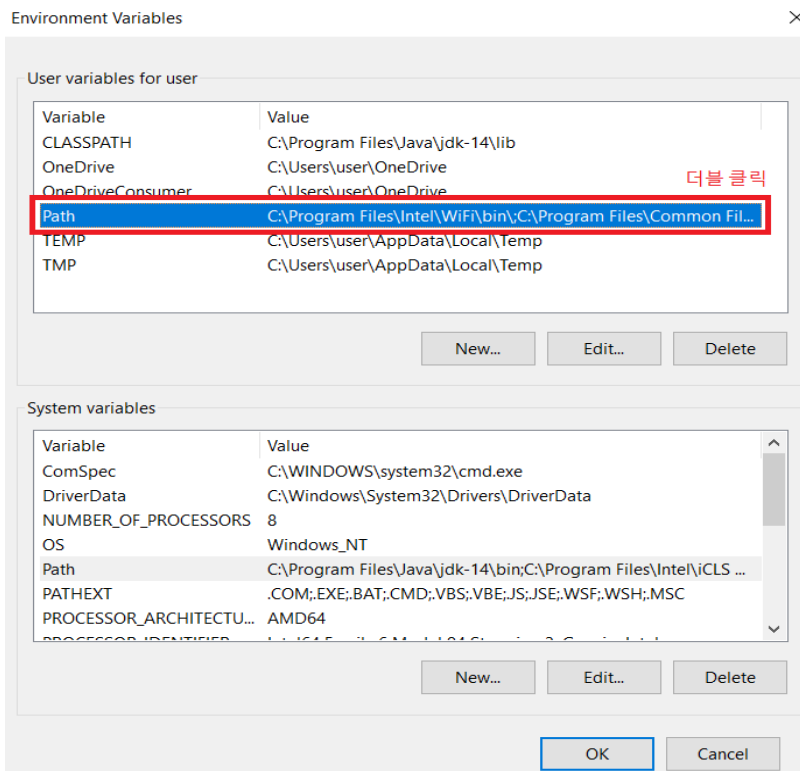 Environment Variables
User variables for user
Variable Value
CLASSPATH C:\Program Files\Java\jdk-14\lib
OneDrive C:\Users\user\OneDrive
더블 클릭
OneDriveConsumer C:\Users\user\OneDrive
Path C:\Program Files\Intel\WiFi\bin\;C:\Program Files\Common Fil...
TEMP C:\Users\user\AppData\Local\Temp
TMP C:\Users\user\AppData\Local\Temp
New... Edit... Delete
System variables
Variable Value
ComSpec C:\WINDOWS\system32\cmd.exe
DriverData C:\Windows\System32\Drivers\DriverData
NUMBER_OF_PROCESSORS 8
OS Windows_NT
Path C:\Program Files\Java\jdk-14\bin;C:\Program Files\Intel\iCLS ...
PATHEXT .COM;.EXE;.BAT;.CMD;.VBS;.VBE;.JS;.JSE;.WSF;.WSH;.MSC
PROCESSOR_ARCHITECTU... AMD64
New... Edit... Delete
OK Cancel